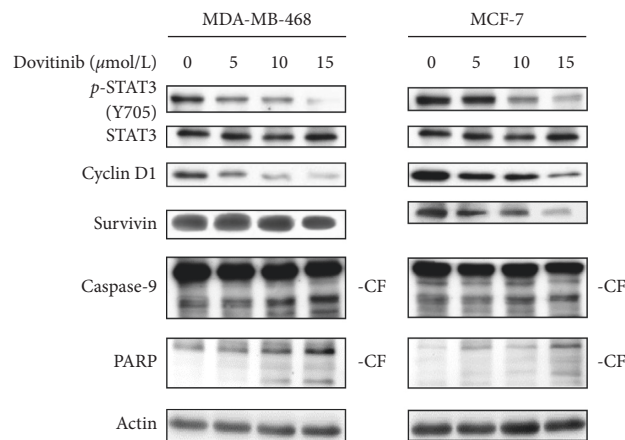 MDA-MB-468 MCF-7
Dovitinib (μmol/L) 0 5 10 15 0 5 10 15
p-STAT3
(Y705)
STAT3
Cyclin D1
Survivin
Caspase-9 -CF -CF
PARP -CF -CF
Actin